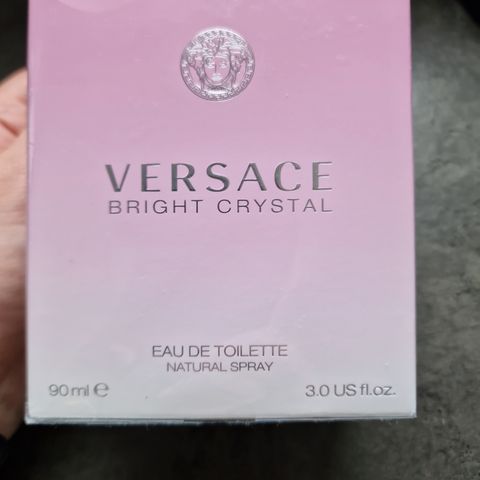 VERSACE
BRIGHT CRYSTAL
EAU DE TOILETTE
NATURAL SPRAY
90 ml ℮ 3.0 US fl.oz.